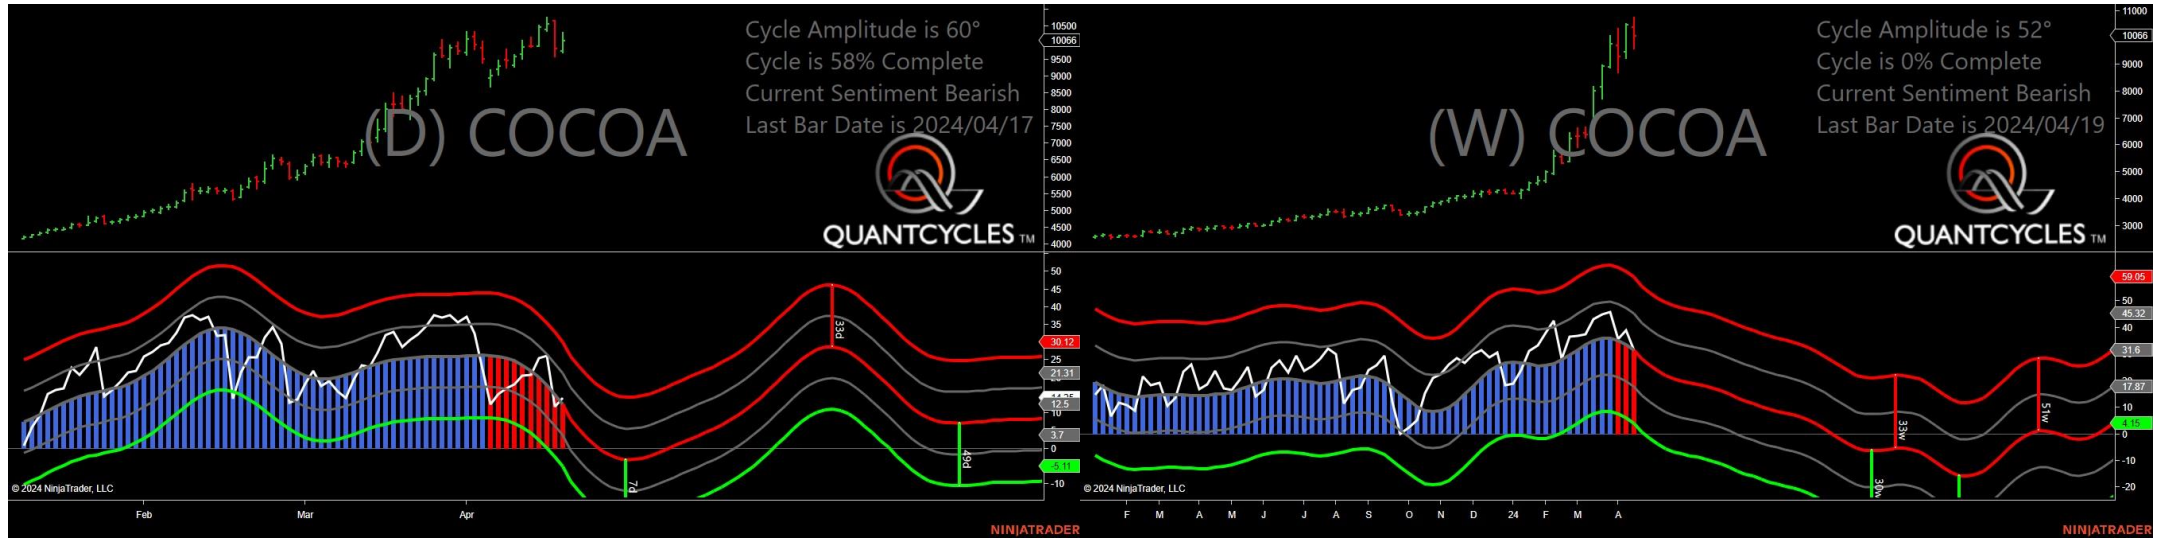 Cycle Amplitude is 60°
Cycle is 58% Complete
Current Sentiment Bearish
Last Bar Date is 2024/04/17
(D) COCOA
QUANTCYCLES TM
10500
10066
9500
9000
8500
8000
7500
7000
6500
6000
5500
5000
4500
4000
50
45
40
35
30.12
25
21.31
12.5
10
3.7
0
-5.11
-10
33d
7d
49d
© 2024 NinjaTrader, LLC
Feb Mar Apr
NINJATRADER
Cycle Amplitude is 52°
Cycle is 0% Complete
Current Sentiment Bearish
Last Bar Date is 2024/04/19
(W) COCOA
QUANTCYCLES TM
11000
10066
9000
8000
7000
6000
5000
4000
3000
59.05
50
45.32
40
31.6
17.87
10
4.15
0
-10
-20
33w
30w
51w
© 2024 NinjaTrader, LLC
F M A M J J A S O N D 24 F M A
NINJATRADER